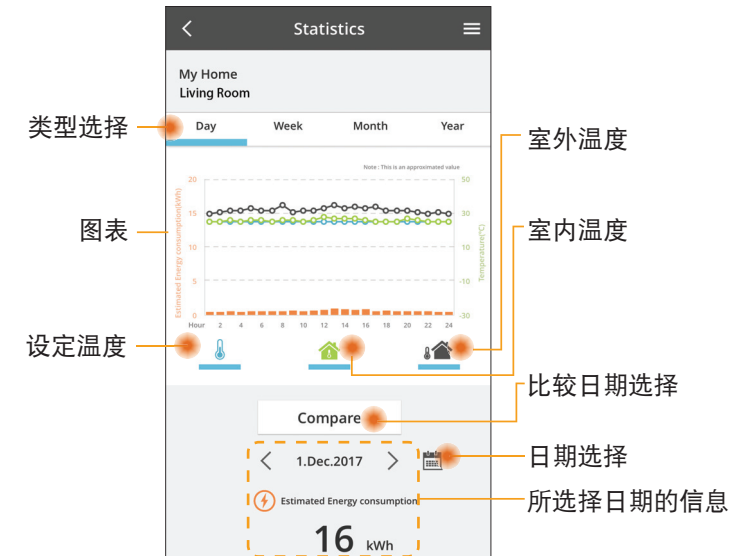 Statistics
My Home
Living Room
类型选择
Day Week Month Year
室外温度
Note : This is an approximated value
图表
Estimated Energy consumption(kWh)
20
15
10
5
0
50
30
10
-10
-30
Temperature(°C)
室内温度
Hour 2 4 6 8 10 12 14 16 18 20 22 24
设定温度
比较日期选择
Compare
1.Dec.2017
日期选择
Estimated Energy consumption
所选择日期的信息
16 kWh